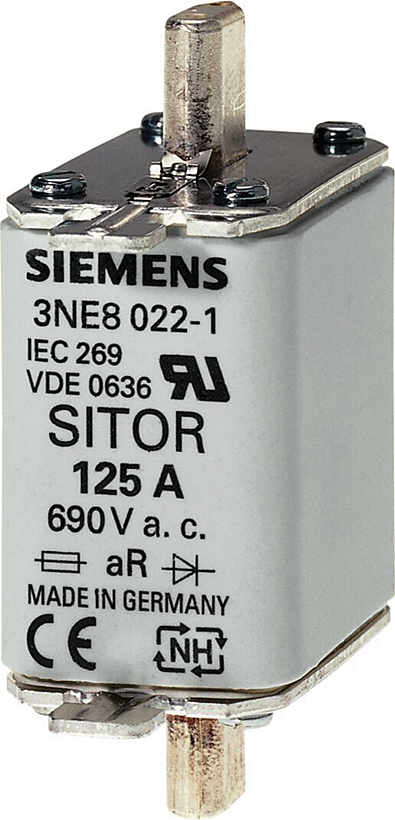 SIEMENS
3NE8 022-1
IEC 269
VDE 0636
SITOR
125 A
690 V a. c.
aR
MADE IN GERMANY
CE
NH